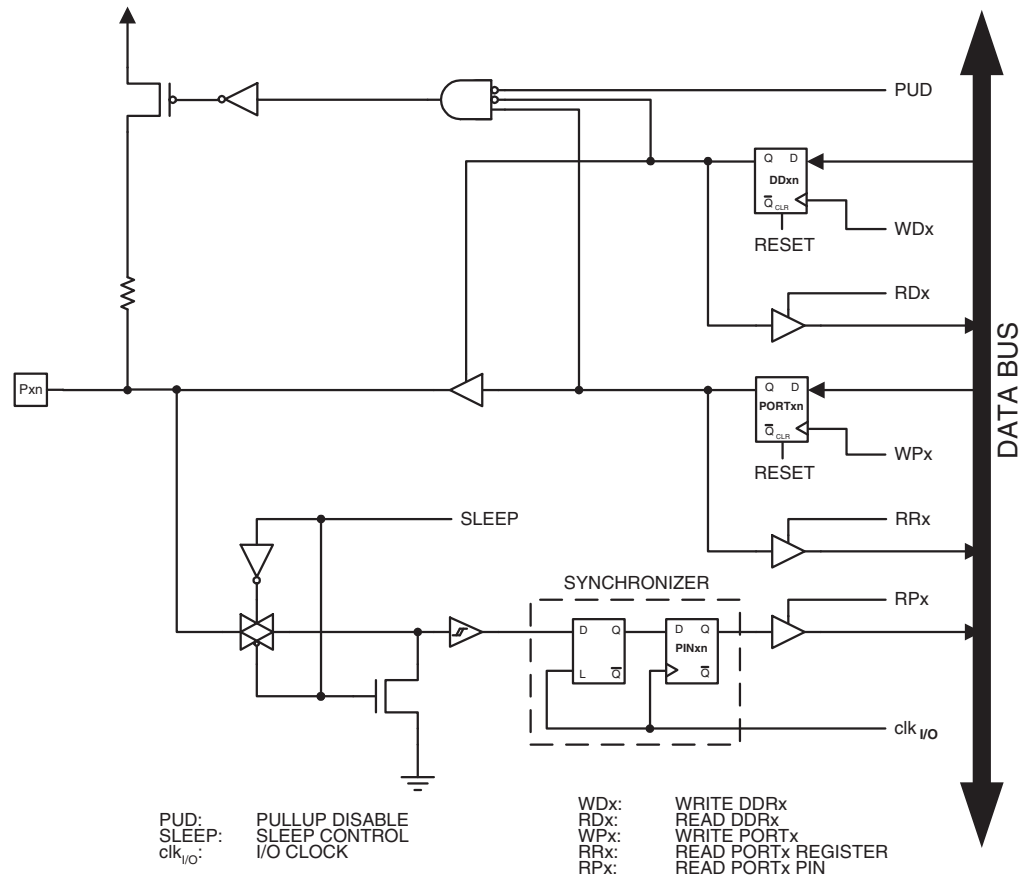 PUD
Q D
DDxn
Q CLR
WDx
RESET
RDx
DATA BUS
Pxn
Q D
PORTxn
Q CLR
WPx
RESET
RRx
SLEEP
SYNCHRONIZER
RPx
D Q
L Q
D Q
PINxn
Q
clk I/O
PUD: PULLUP DISABLE
SLEEP: SLEEP CONTROL
clkI/O: I/O CLOCK
WDx: WRITE DDRx
RDx: READ DDRx
WPx: WRITE PORTx
RRx: READ PORTx REGISTER
RPx: READ PORTx PIN